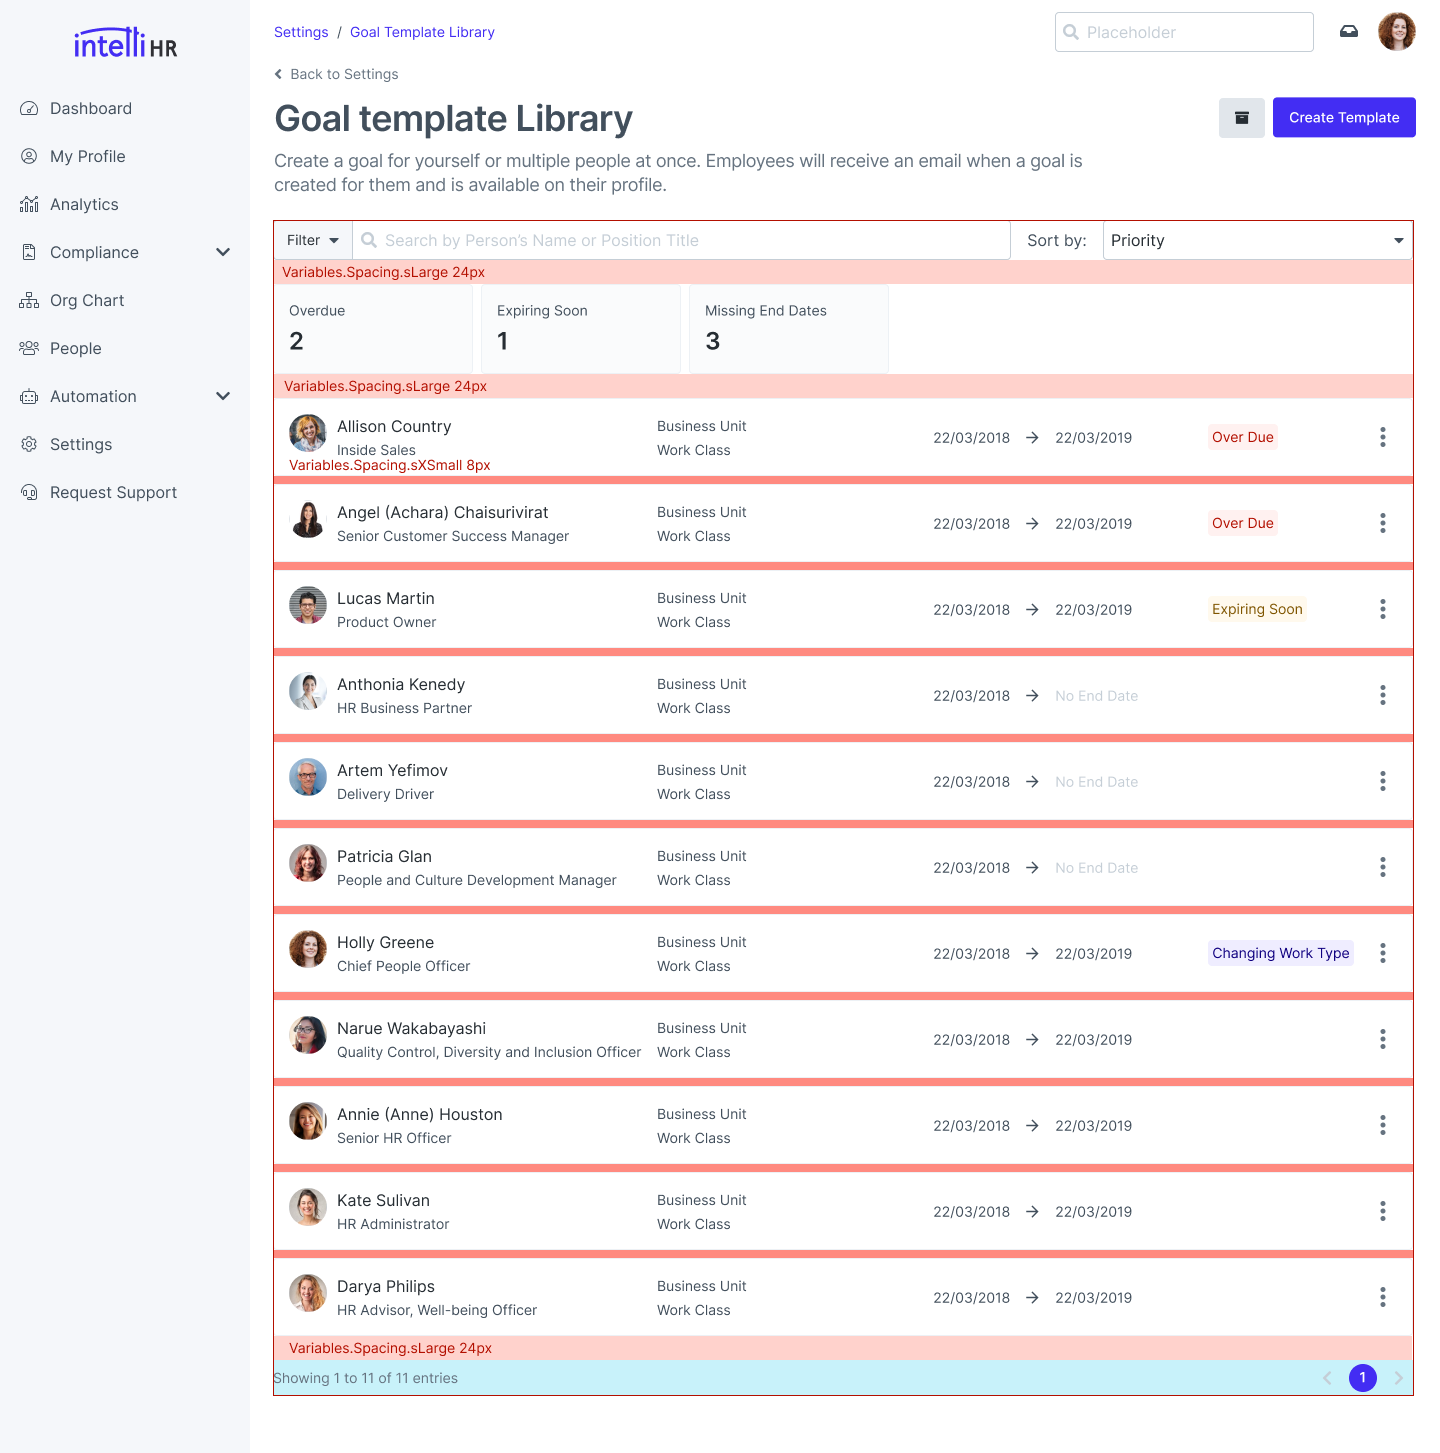 intelli HR
Dashboard
My Profile
Analytics
Compliance
Org Chart
People
Automation
Settings
Request Support
Settings / Goal Template Library
Placeholder
Back to Settings
Goal template Library
Create Template
Create a goal for yourself or multiple people at once. Employees will receive an email when a goal is
created for them and is available on their profile.
Filter
Search by Person's Name or Position Title
Sort by:
Priority
Variables.Spacing.sLarge 24px
Overdue
2
Expiring Soon
1
Missing End Dates
3
Variables.Spacing.sLarge 24px
Allison Country
Inside Sales
Business Unit
Work Class
22/03/2018 → 22/03/2019
Over Due
Variables.Spacing.sXSmall 8px
Angel (Achara) Chaisurivirat
Senior Customer Success Manager
Business Unit
Work Class
22/03/2018 → 22/03/2019
Over Due
Lucas Martin
Product Owner
Business Unit
Work Class
22/03/2018 → 22/03/2019
Expiring Soon
Anthonia Kenedy
HR Business Partner
Business Unit
Work Class
22/03/2018 → No End Date
Artem Yefimov
Delivery Driver
Business Unit
Work Class
22/03/2018 → No End Date
Patricia Glan
People and Culture Development Manager
Business Unit
Work Class
22/03/2018 → No End Date
Holly Greene
Chief People Officer
Business Unit
Work Class
22/03/2018 → 22/03/2019
Changing Work Type
Narue Wakabayashi
Quality Control, Diversity and Inclusion Officer
Business Unit
Work Class
22/03/2018 → 22/03/2019
Annie (Anne) Houston
Senior HR Officer
Business Unit
Work Class
22/03/2018 → 22/03/2019
Kate Sulivan
HR Administrator
Business Unit
Work Class
22/03/2018 → 22/03/2019
Darya Philips
HR Advisor, Well-being Officer
Business Unit
Work Class
22/03/2018 → 22/03/2019
Variables.Spacing.sLarge 24px
Showing 1 to 11 of 11 entries
1